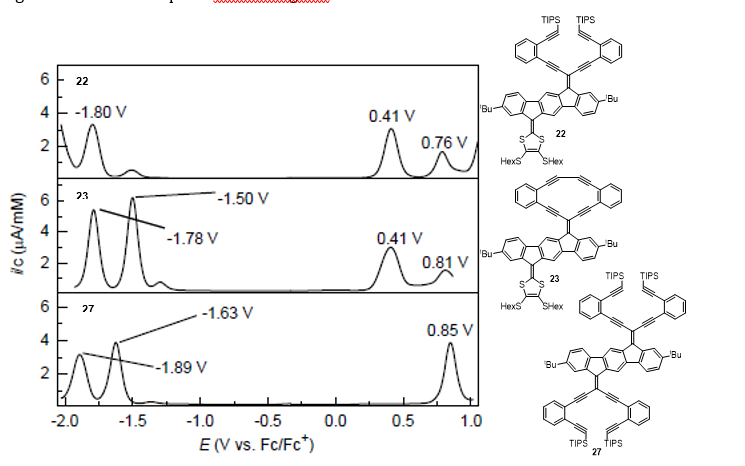 22
-1.80 V
0.41 V
0.76 V
6
4
2
23
-1.50 V
-1.78 V
0.41 V
0.81 V
6
4
2
27
-1.63 V
-1.89 V
0.85 V
6
4
2
i/c (μA/mM)
-2.0 -1.5 -1.0 -0.5 0.0 0.5 1.0
E (V vs. Fc/Fc+)
TIPS TIPS
tBu tBu
22
S S
HexS SHex
tBu tBu
23
S S
HexS SHex
TIPS TIPS
tBu tBu
TIPS TIPS
27